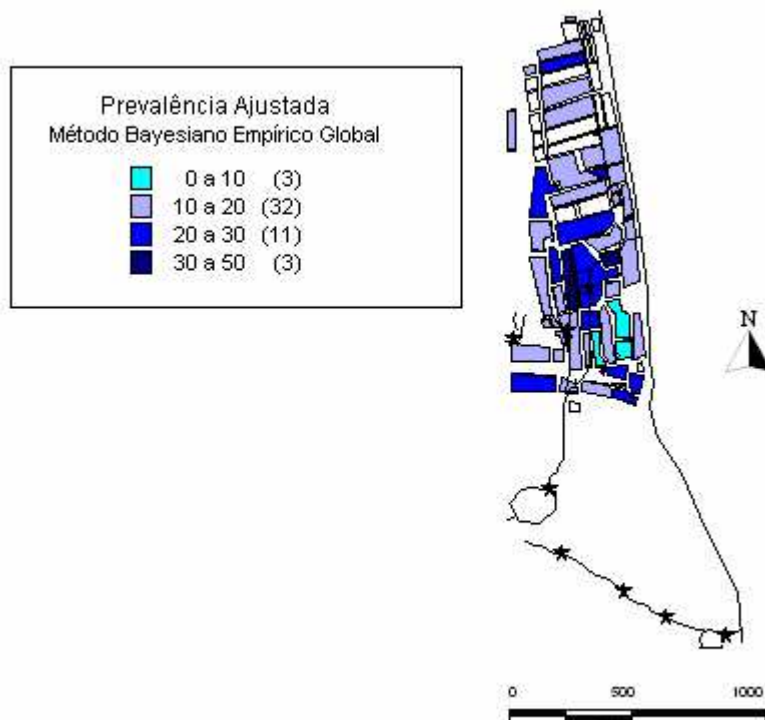 Prevalência Ajustada
Método Bayesiano Empírico Global
0 a 10 (3)
10 a 20 (32)
20 a 30 (11)
30 a 50 (3)
N
0 500 1000